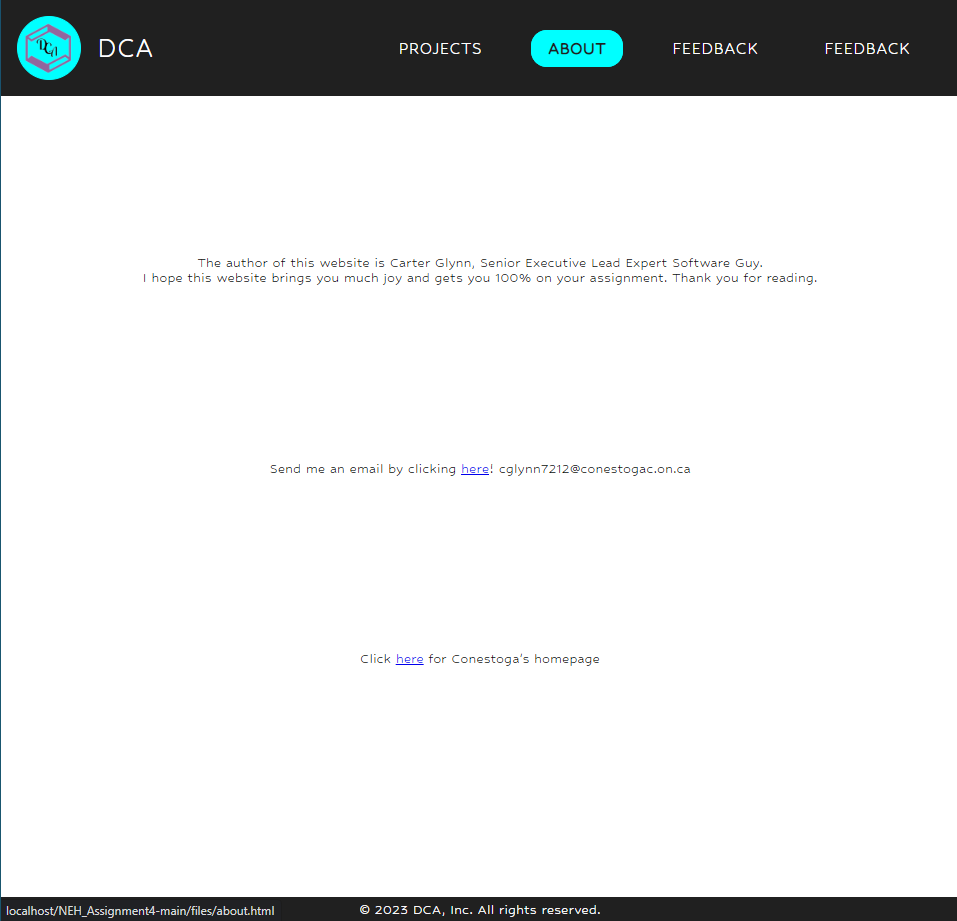 DCA
DCA
PROJECTS
ABOUT
FEEDBACK
FEEDBACK
The author of this website is Carter Glynn, Senior Executive Lead Expert Software Guy.
I hope this website brings you much joy and gets you 100% on your assignment. Thank you for reading.
Send me an email by clicking here! cglynn7212@conestogac.on.ca
Click here for Conestoga's homepage
localhost/NEH_Assignment4-main/files/about.html
© 2023 DCA, Inc. All rights reserved.